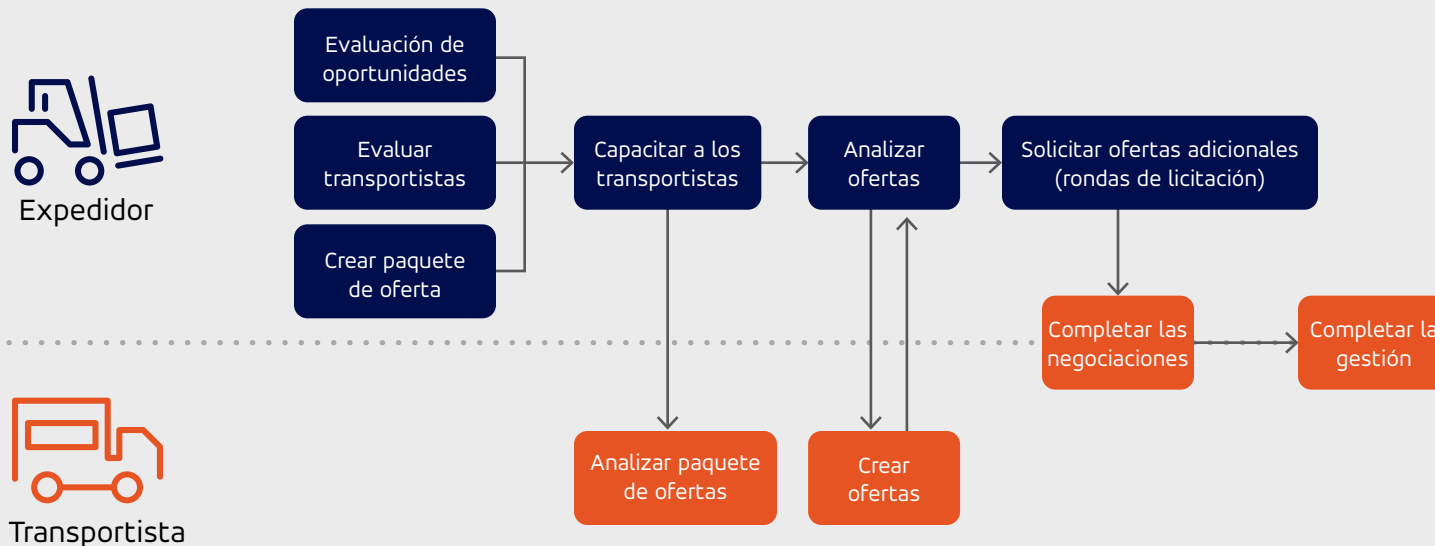 Evaluación de
oportunidades
Evaluar
transportistas
Crear paquete
de oferta
Capacitar a los
transportistas
Analizar
ofertas
Solicitar ofertas adicionales
(rondas de licitación)
Expedidor
Completar las
negociaciones
Completar la
gestión
Analizar paquete
de ofertas
Crear
ofertas
Transportista